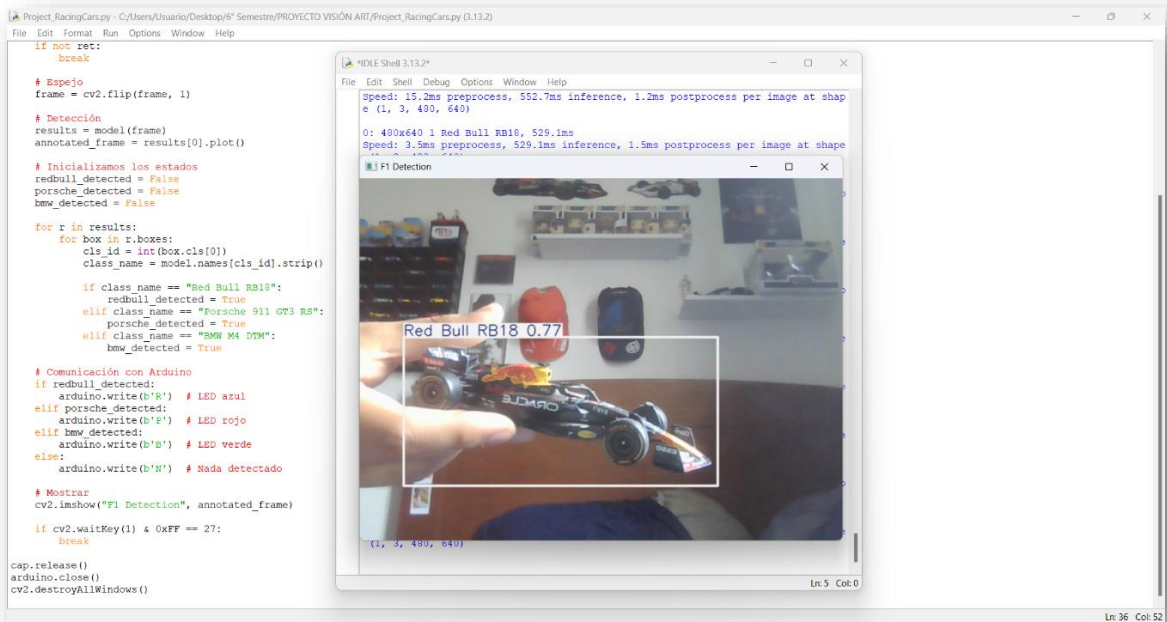 Project_RacingCars.py - C:/Users/Usuario/Desktop/6° Semestre/PROYECTO VISIÓN ART/Project_RacingCars.py (3.13.2)
File Edit Format Run Options Window Help
if not ret:
break
# Espejo
frame = cv2.flip(frame, 1)
# Detección
results = model(frame)
annotated_frame = results[0].plot()
# Inicializamos los estados
redbull_detected = False
porsche_detected = False
bmw_detected = False
for r in results:
for box in r.boxes:
cls_id = int(box.cls[0])
class_name = model.names[cls_id].strip()
if class_name == "Red Bull RB18":
redbull_detected = True
elif class_name == "Porsche 911 GT3 RS":
porsche_detected = True
elif class_name == "BMW M4 DTM":
bmw_detected = True
# Comunicación con Arduino
if redbull_detected:
arduino.write(b'R') # LED azul
elif porsche_detected:
arduino.write(b'P') # LED rojo
elif bmw_detected:
arduino.write(b'B') # LED verde
else:
arduino.write(b'N') # Nada detectado
# Mostrar
cv2.imshow("F1 Detection", annotated_frame)
if cv2.waitKey(1) & 0xFF == 27:
break
cap.release()
arduino.close()
cv2.destroyAllWindows()
*IDLE Shell 3.13.2*
File Edit Shell Debug Options Window Help
Speed: 15.2ms preprocess, 552.7ms inference, 1.2ms postprocess per image at shap
e (1, 3, 480, 640)
0: 480x640 1 Red Bull RB18, 529.1ms
Speed: 3.5ms preprocess, 529.1ms inference, 1.5ms postprocess per image at shape
F1 Detection
Red Bull RB18 0.77
ORACLE
(1, 3, 480, 640)
Ln: 5 Col: 0
Ln: 36 Col: 52